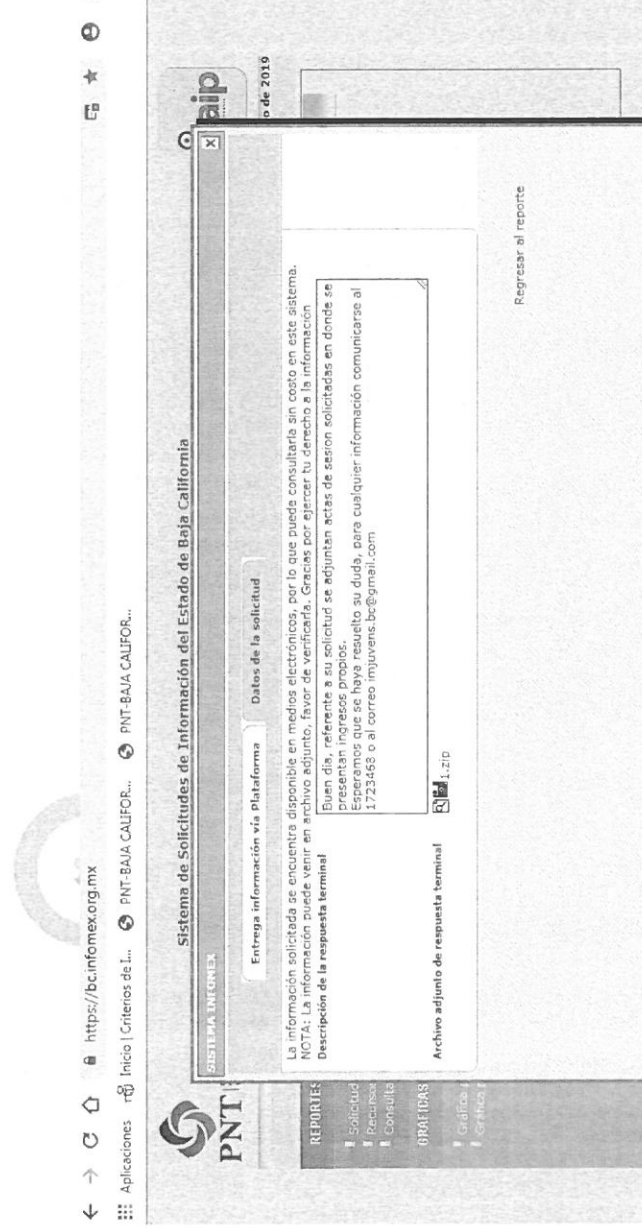 https://bc.infomex.org.mx
Aplicaciones
Inicio | Criterios de I...
PNT-BAJA CALIFOR...
PNT-BAJA CALIFOR...
Sistema de Solicitudes de Información del Estado de Baja California
PNT
aip
o de 2019
SISTEMA INFOMEX
x
Entrega información vía Plataforma
Datos de la solicitud
La información solicitada se encuentra disponible en medios electrónicos, por lo que puede consultarla sin costo en este sistema.
NOTA: La información puede venir en archivo adjunto, favor de verificarla. Gracias por ejercer tu derecho a la información
Descripción de la respuesta terminal
Buen dia, referente a su solicitud se adjuntan actas de sesion solicitadas en donde se
presentan ingresos propios.
Esperamos que se haya resuelto su duda, para cualquier información comunicarse al
1723468 o al correo imjuvens.bc@gmail.com
Archivo adjunto de respuesta terminal
1.zip
REPORTES
Solicitud
Recursos
Consulta
GRAFICAS
Grafica
Grafica
Regresar al reporte